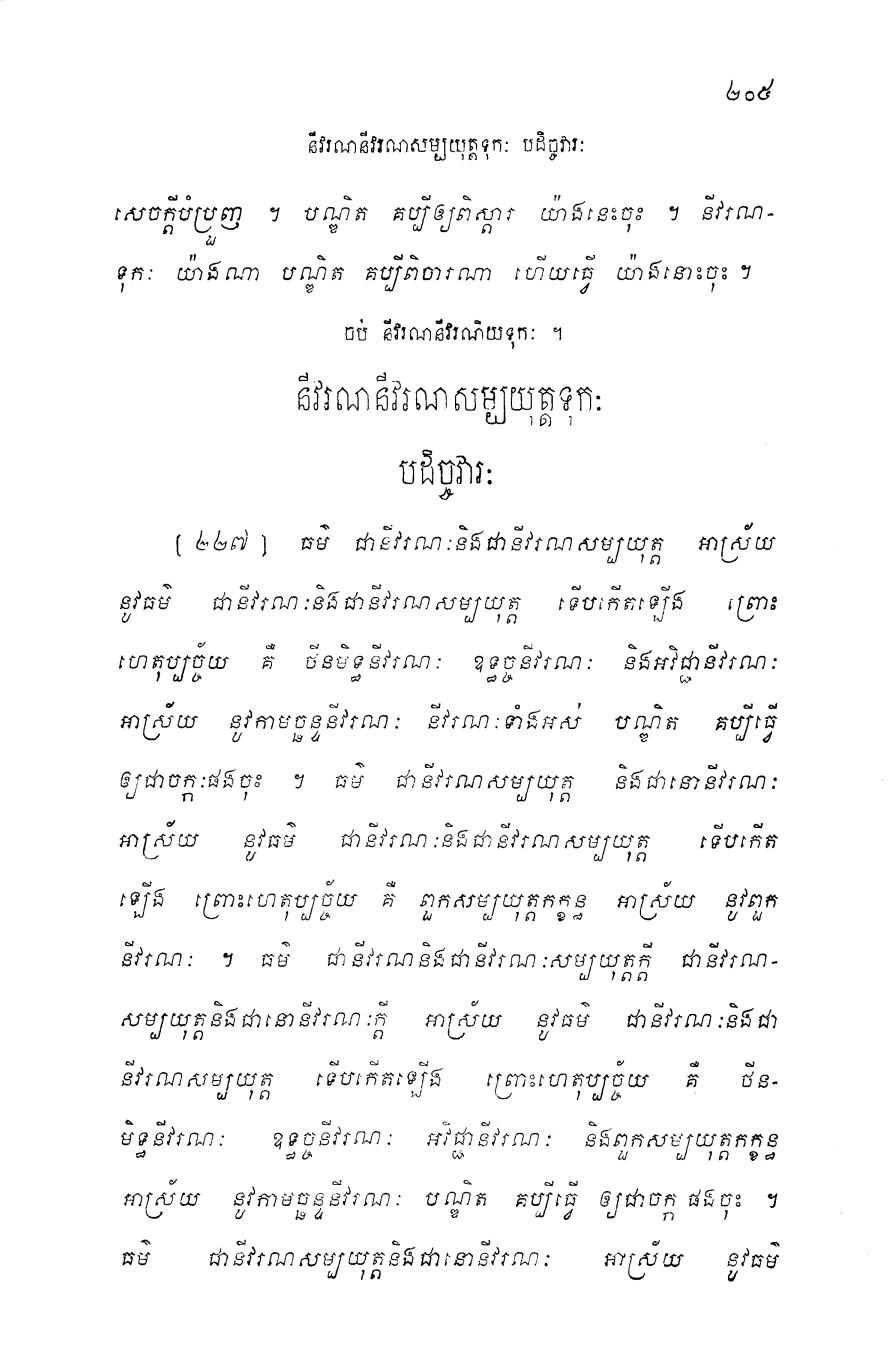 ២០៥
នីវរណនីវរណសម្បយុត្តទុកៈ បដិច្ចវារៈ
សេចក្តីបំប្រួញ ។ បណ្ឌិត គប្បីឲ្យពិស្តារ យ៉ាងនេះចុះ ។ នីវរណ-
ទុកៈ យ៉ាងណា បណ្ឌិត គប្បីពិចារណា ហើយធ្វើ យ៉ាងនោះចុះ ។
ចប់ នីវរណនីវរណិយទុកៈ ។
នីវរណនីវរណសម្បយុត្តទុកៈ
បដិច្ចវារៈ
[ ២២៧ ] ធម៌ ជានីវរណៈនិងជានីវរណសម្បយុត្ត អាស្រ័យ
នូវធម៌ ជានីវរណៈនិងជានីវរណសម្បយុត្ត ទើបកើតឡើង ព្រោះ
ហេតុប្បច្ច័យ គឺ ថីនមិទ្ធនីវរណៈ ឧទ្ធច្ចនីវរណៈ និងអវិជ្ជានីវរណៈ
អាស្រ័យ នូវកាមច្ឆន្ទនីវរណៈ នីវរណៈទាំងអស់ បណ្ឌិត គប្បីធ្វើ
ឲ្យជាចក្កៈផងចុះ ។ ធម៌ ជានីវរណសម្បយុត្ត និងជានោនីវរណៈ
អាស្រ័យ នូវធម៌ ជានីវរណៈនិងជានីវរណសម្បយុត្ត ទើបកើត
ឡើង ព្រោះហេតុប្បច្ច័យ គឺ ពួកសម្បយុត្តកក្ខន្ធ អាស្រ័យ នូវពួក
នីវរណៈ ។ ធម៌ ជានីវរណនិងជានីវរណៈសម្បយុត្តក្តី ជានីវរណ-
សម្បយុត្តនិងជានោនីវរណៈក្តី អាស្រ័យ នូវធម៌ ជានីវរណៈនិងជា
នីវរណសម្បយុត្ត ទើបកើតឡើង ព្រោះហេតុប្បច្ច័យ គឺ ថីន-
មិទ្ធនីវរណៈ ឧទ្ធច្ចនីវរណៈ អវិជ្ជានីវរណៈ និងពួកសម្បយុត្តកក្ខន្ធ
អាស្រ័យ នូវកាមច្ឆន្ទនីវរណៈ បណ្ឌិត គប្បីធ្វើ ឲ្យជាចក្ក ផងចុះ ។
ធម៌ ជានីវរណសម្បយុត្តនិងជានោនីវរណៈ អាស្រ័យ នូវធម៌